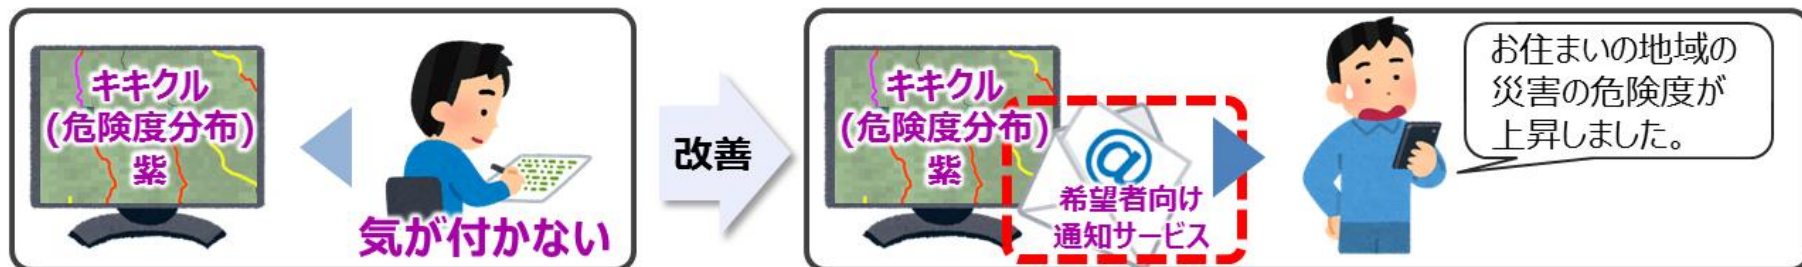 キキクル
(危険度分布)
紫
気が付かない
改善
キキクル
(危険度分布)
紫
@
希望者向け
通知サービス
お住まいの地域の
災害の危険度が
上昇しました。